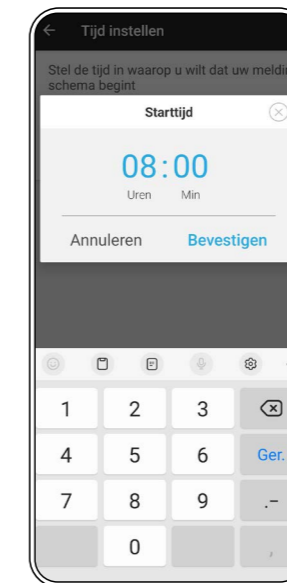 Tijd instellen
Stel de tijd in waarop u wilt dat uw
schema begint
Starttijd
08:00
Uren Min
Annuleren Bevestigen
1 2 3
4 5 6 Ger.
7 8 9 .-
0 ,